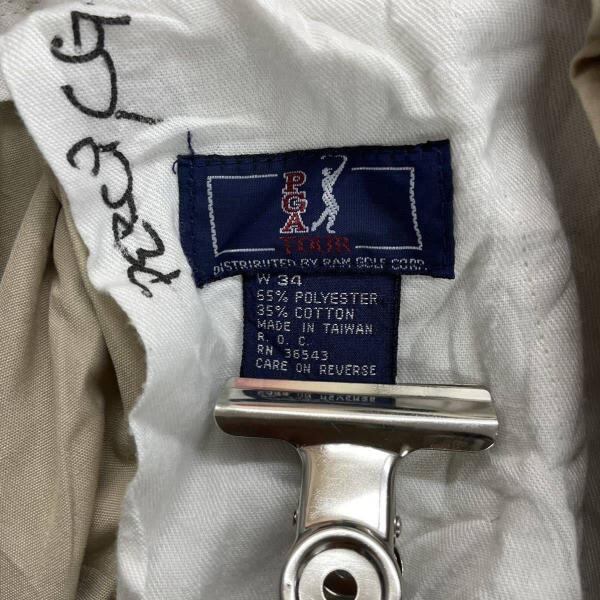 PGA
TOUR
DISTRIBUTED BY RAM GOLF CORP.
W 34
65% POLYESTER
35% COTTON
MADE IN TAIWAN
R. O. C.
RN 36543
CARE ON REVERSE